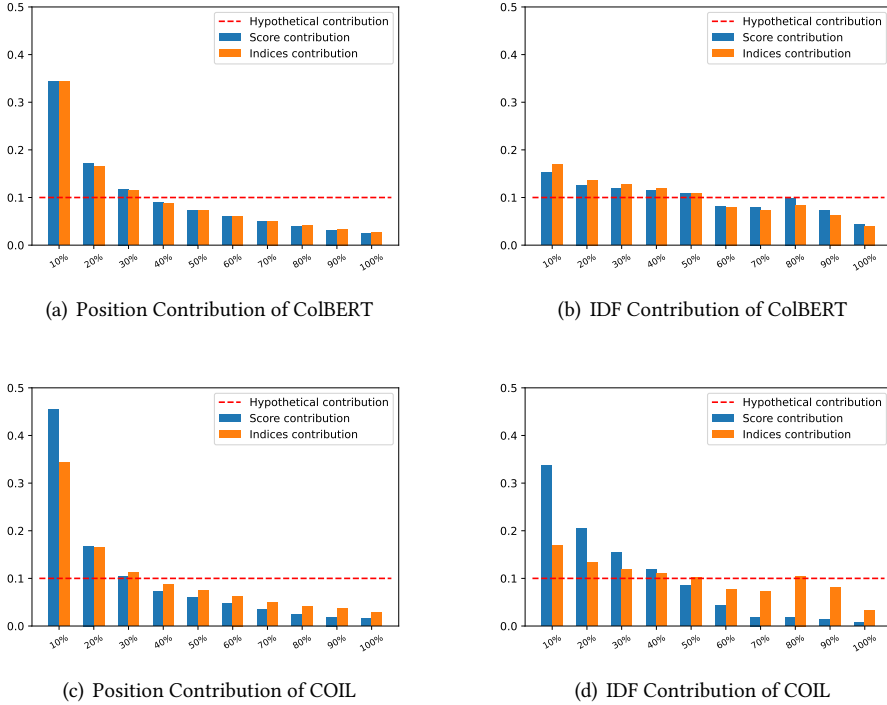 0.5
0.4
0.3
0.2
0.1
0.0
Hypothetical contribution
Score contribution
Indices contribution
10% 20% 30% 40% 50% 60% 70% 80% 90% 100%
(a) Position Contribution of ColBERT
0.5
0.4
0.3
0.2
0.1
0.0
Hypothetical contribution
Score contribution
Indices contribution
10% 20% 30% 40% 50% 60% 70% 80% 90% 100%
(b) IDF Contribution of ColBERT
0.5
0.4
0.3
0.2
0.1
0.0
Hypothetical contribution
Score contribution
Indices contribution
10% 20% 30% 40% 50% 60% 70% 80% 90% 100%
(c) Position Contribution of COIL
0.5
0.4
0.3
0.2
0.1
0.0
Hypothetical contribution
Score contribution
Indices contribution
10% 20% 30% 40% 50% 60% 70% 80% 90% 100%
(d) IDF Contribution of COIL